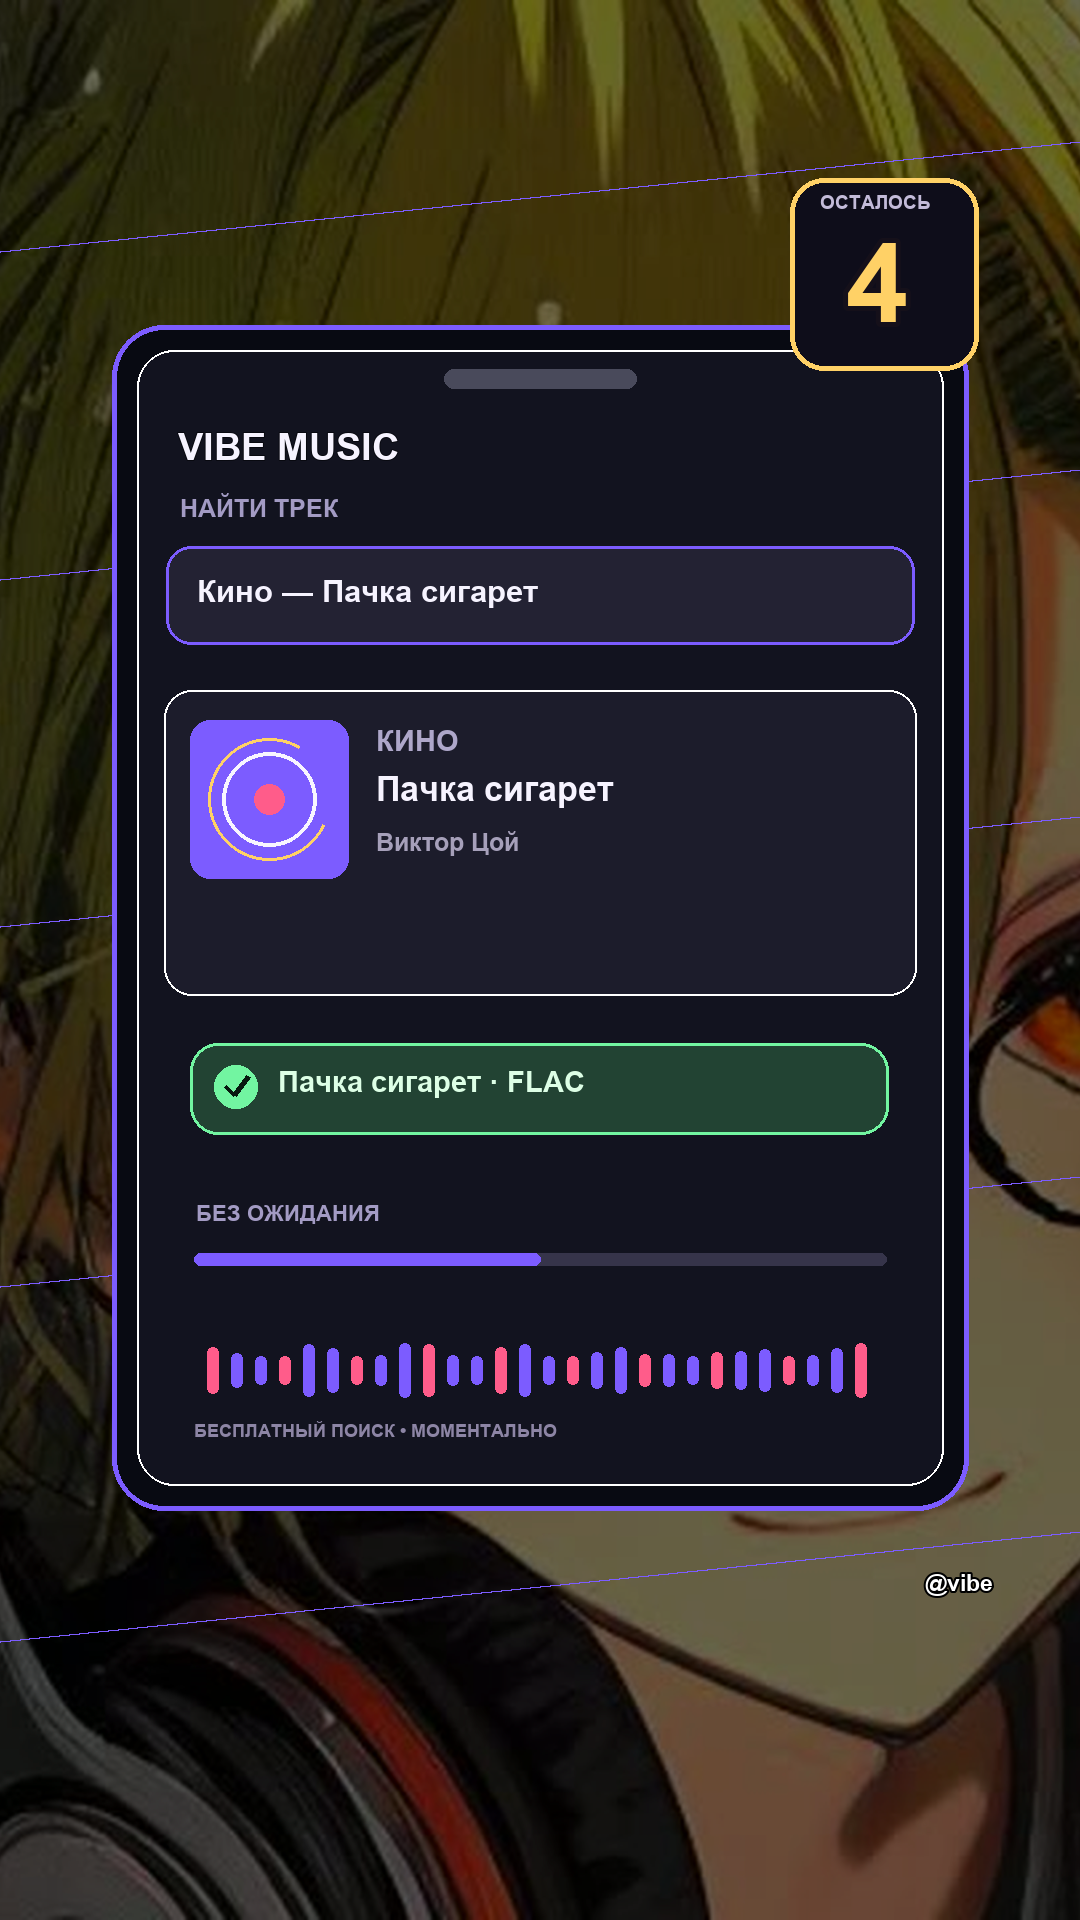 ОСТАЛОСЬ
4
VIBE MUSIC
НАЙТИ ТРЕК
Кино — Пачка сигарет
КИНО
Пачка сигарет
Виктор Цой
Пачка сигарет · FLAC
БЕЗ ОЖИДАНИЯ
БЕСПЛАТНЫЙ ПОИСК • МОМЕНТАЛЬНО
@vibe